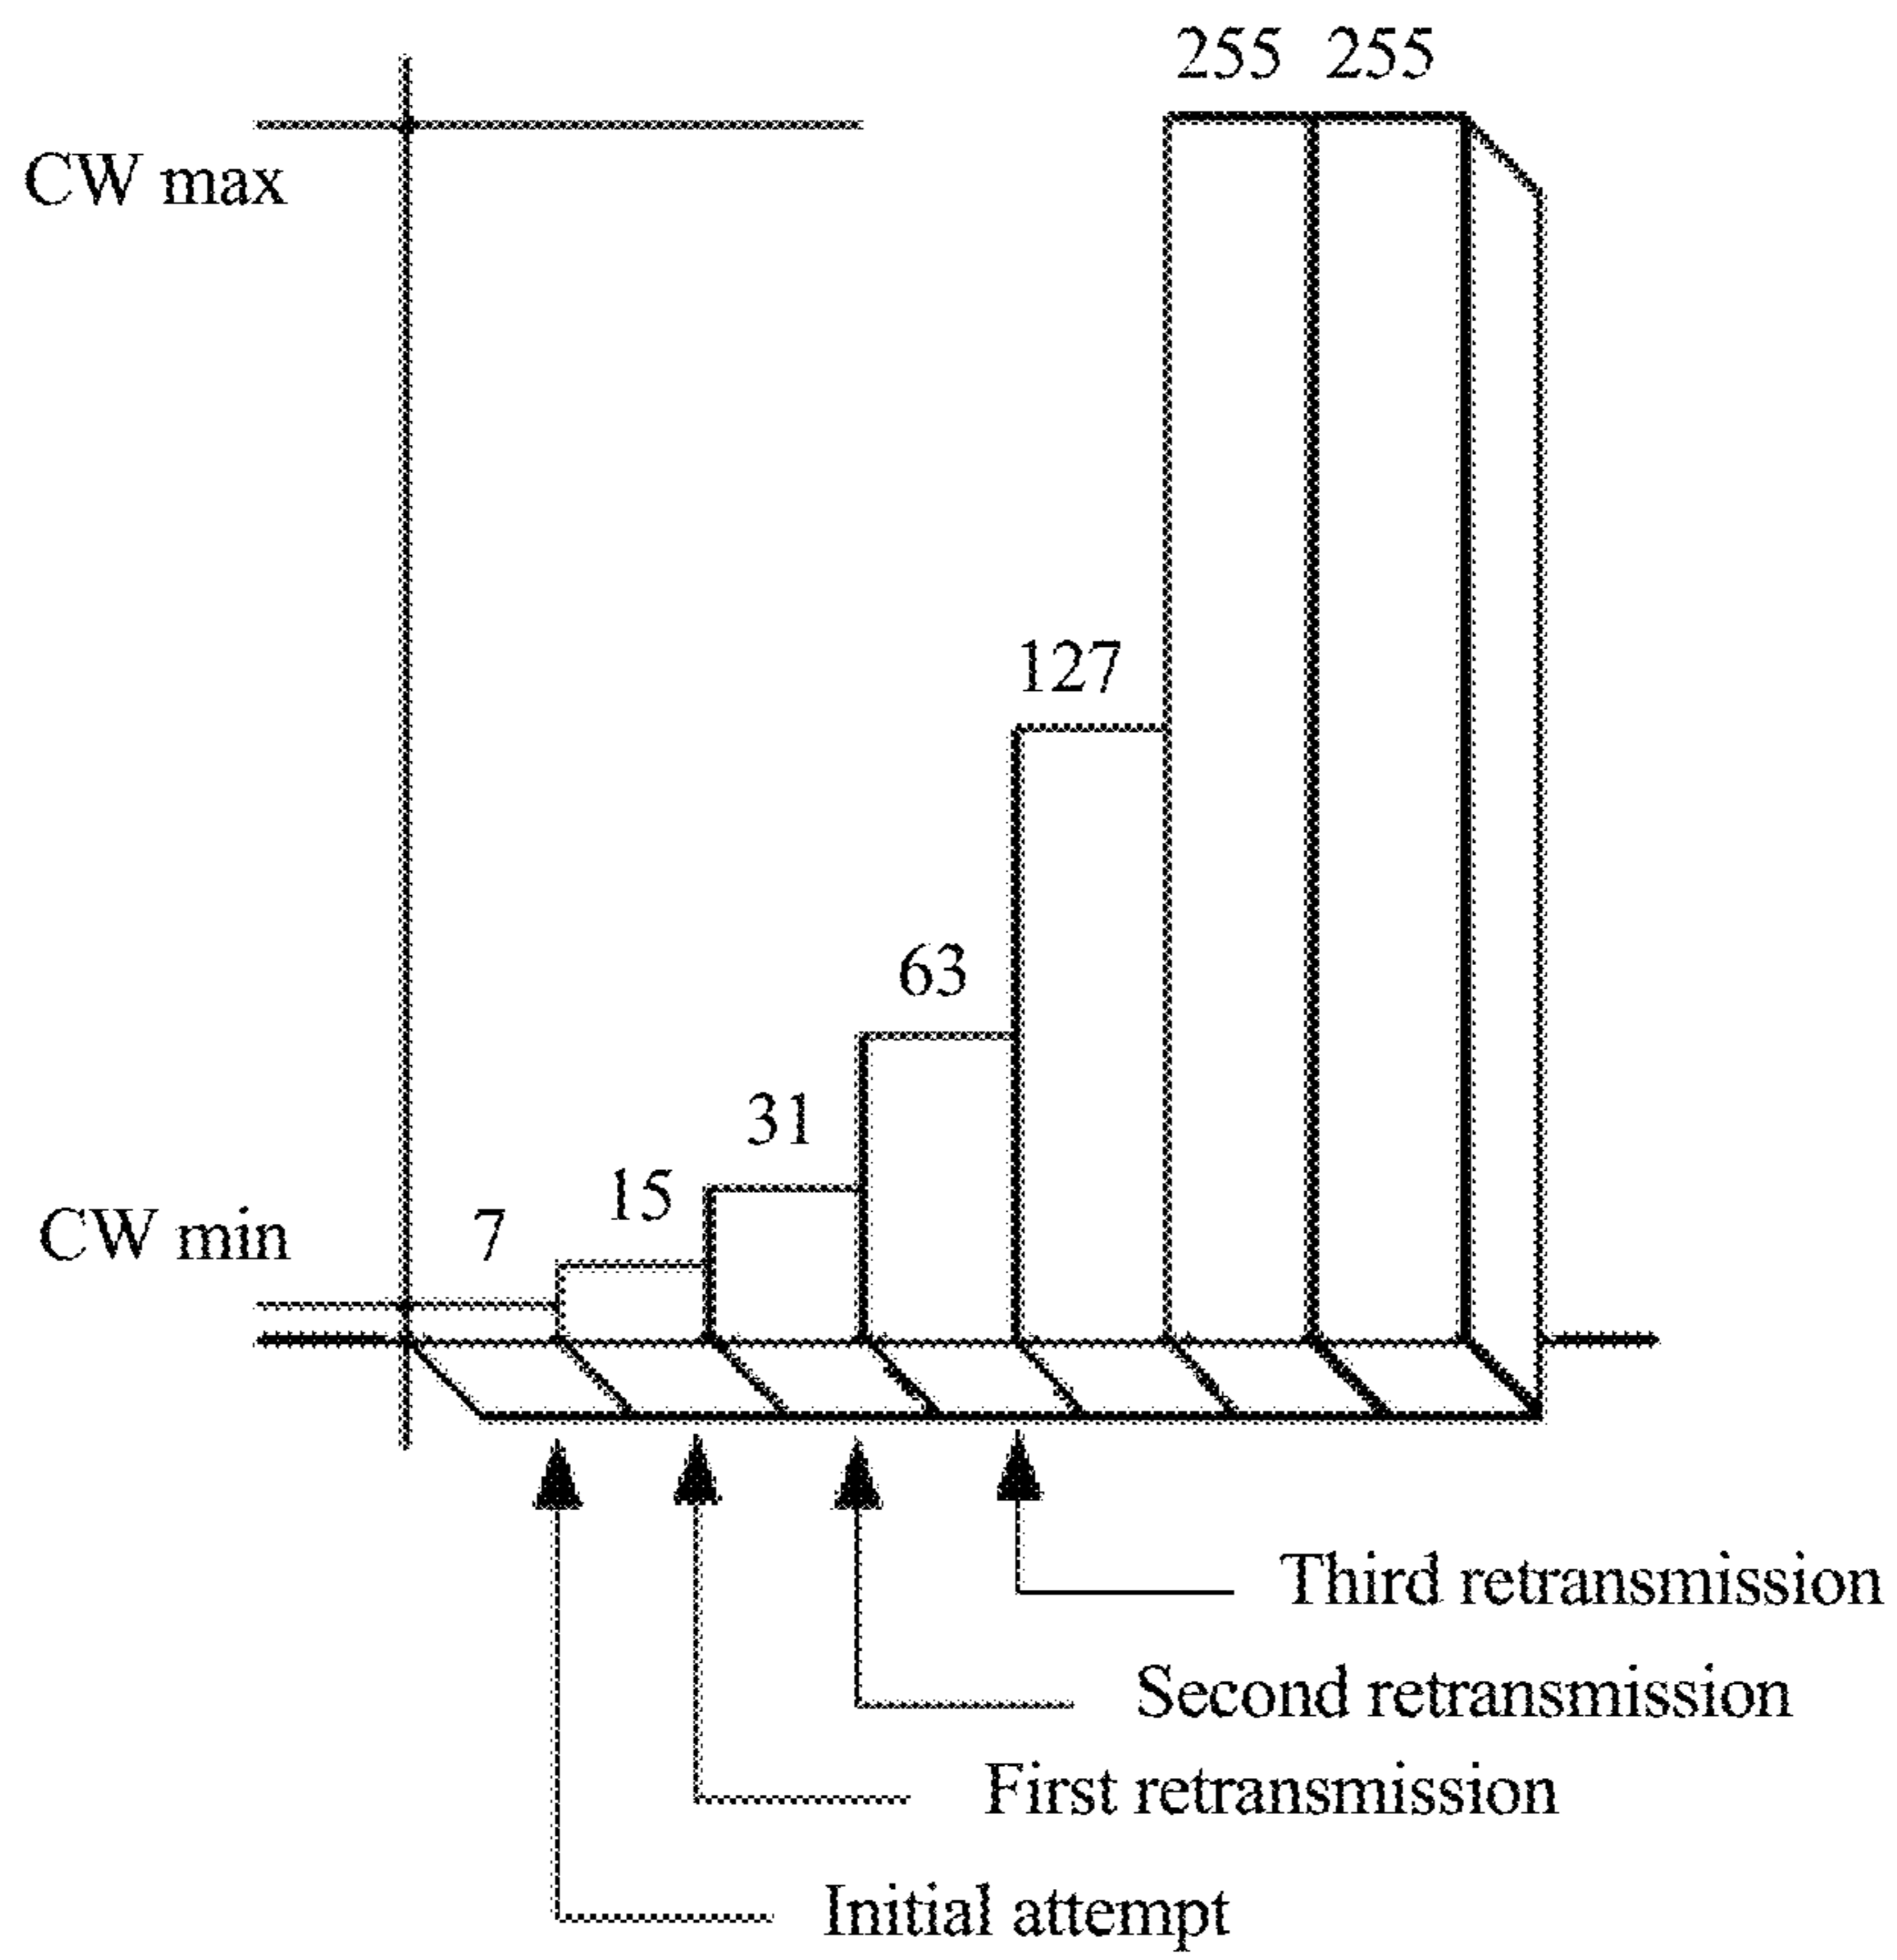 255 255
CW max
127
63
31
15
7
CW min
Third retransmission
Second retransmission
First retransmission
Initial attempt